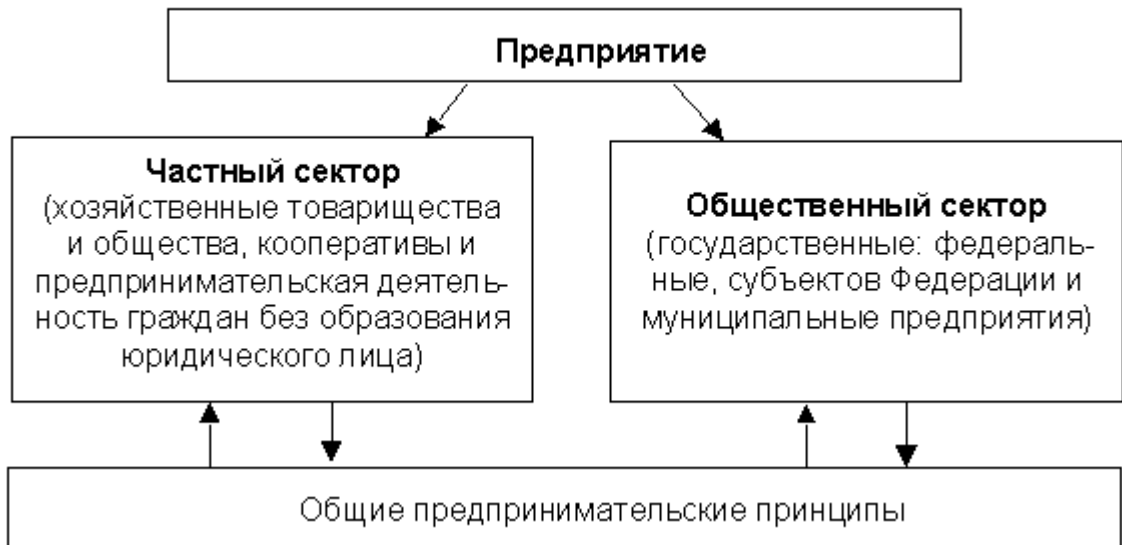 Предприятие
Частный сектор
(хозяйственные товарищества
и общества, кооперативы и
предпринимательская деятель-
ность граждан без образования
юридического лица)
Общественный сектор
(государственные: федераль-
ные, субъектов Федерации и
муниципальные предприятия)
Общие предпринимательские принципы